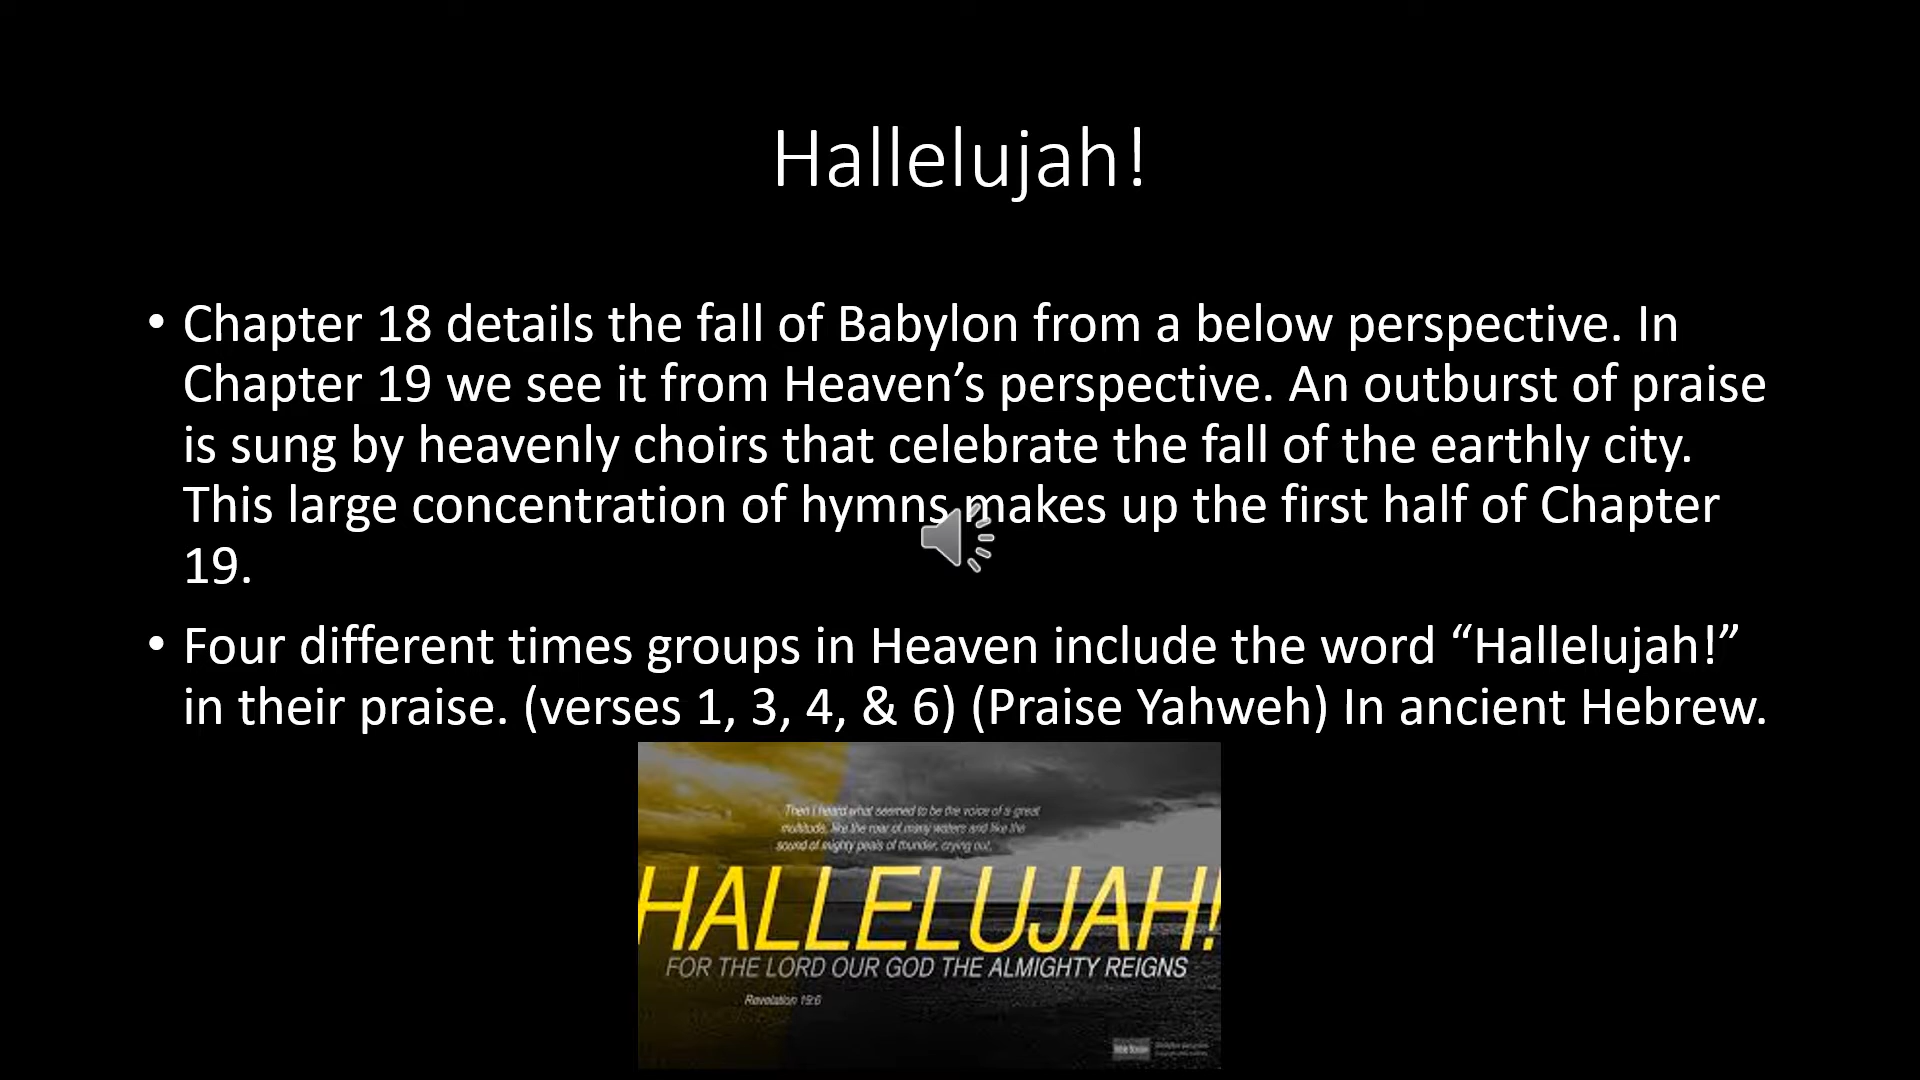 Hallelujah!
• Chapter 18 details the fall of Babylon from a below perspective. In
Chapter 19 we see it from Heaven’s perspective. An outburst of praise
is sung by heavenly choirs that celebrate the fall of the earthly city.
This large concentration of hymns makes up the first half of Chapter
19.
• Four different times groups in Heaven include the word “Hallelujah!”
in their praise. (verses 1, 3, 4, & 6) (Praise Yahweh) In ancient Hebrew.
Then I heard what seemed to be the voice of a great
multitude, like the roar of many waters and like the
sound of mighty peals of thunder, crying out,
HALLELUJAH!
FOR THE LORD OUR GOD THE ALMIGHTY REIGNS
Revelation 19:6